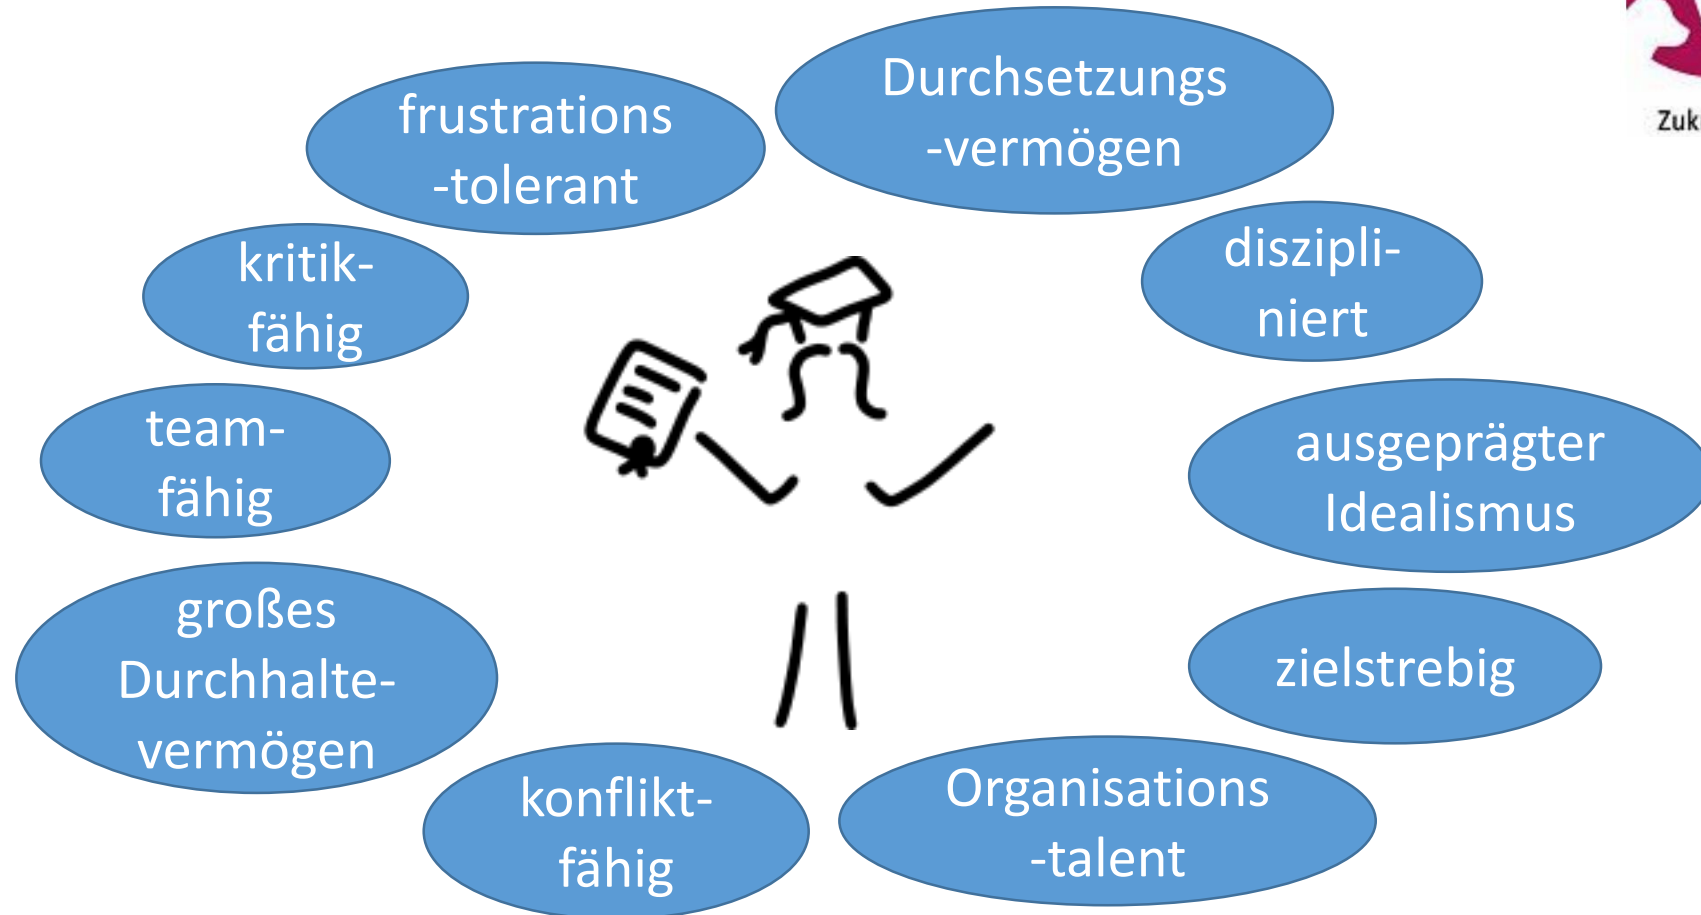 Durchsetzungs
-vermögen
frustrations
-tolerant
diszipli-
niert
kritik-
fähig
ausgeprägter
Idealismus
team-
fähig
großes
Durchhalte-
vermögen
zielstrebig
konflikt-
fähig
Organisations
-talent